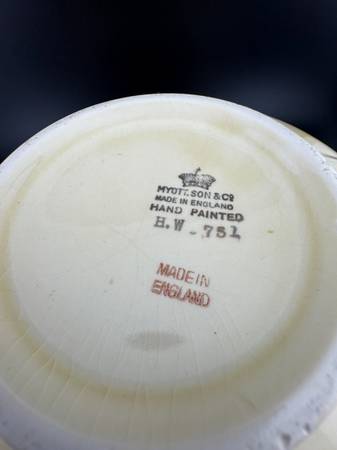 MYOTT, SON & CO
MADE IN ENGLAND
HAND PAINTED
H.W. 751
MADE IN
ENGLAND